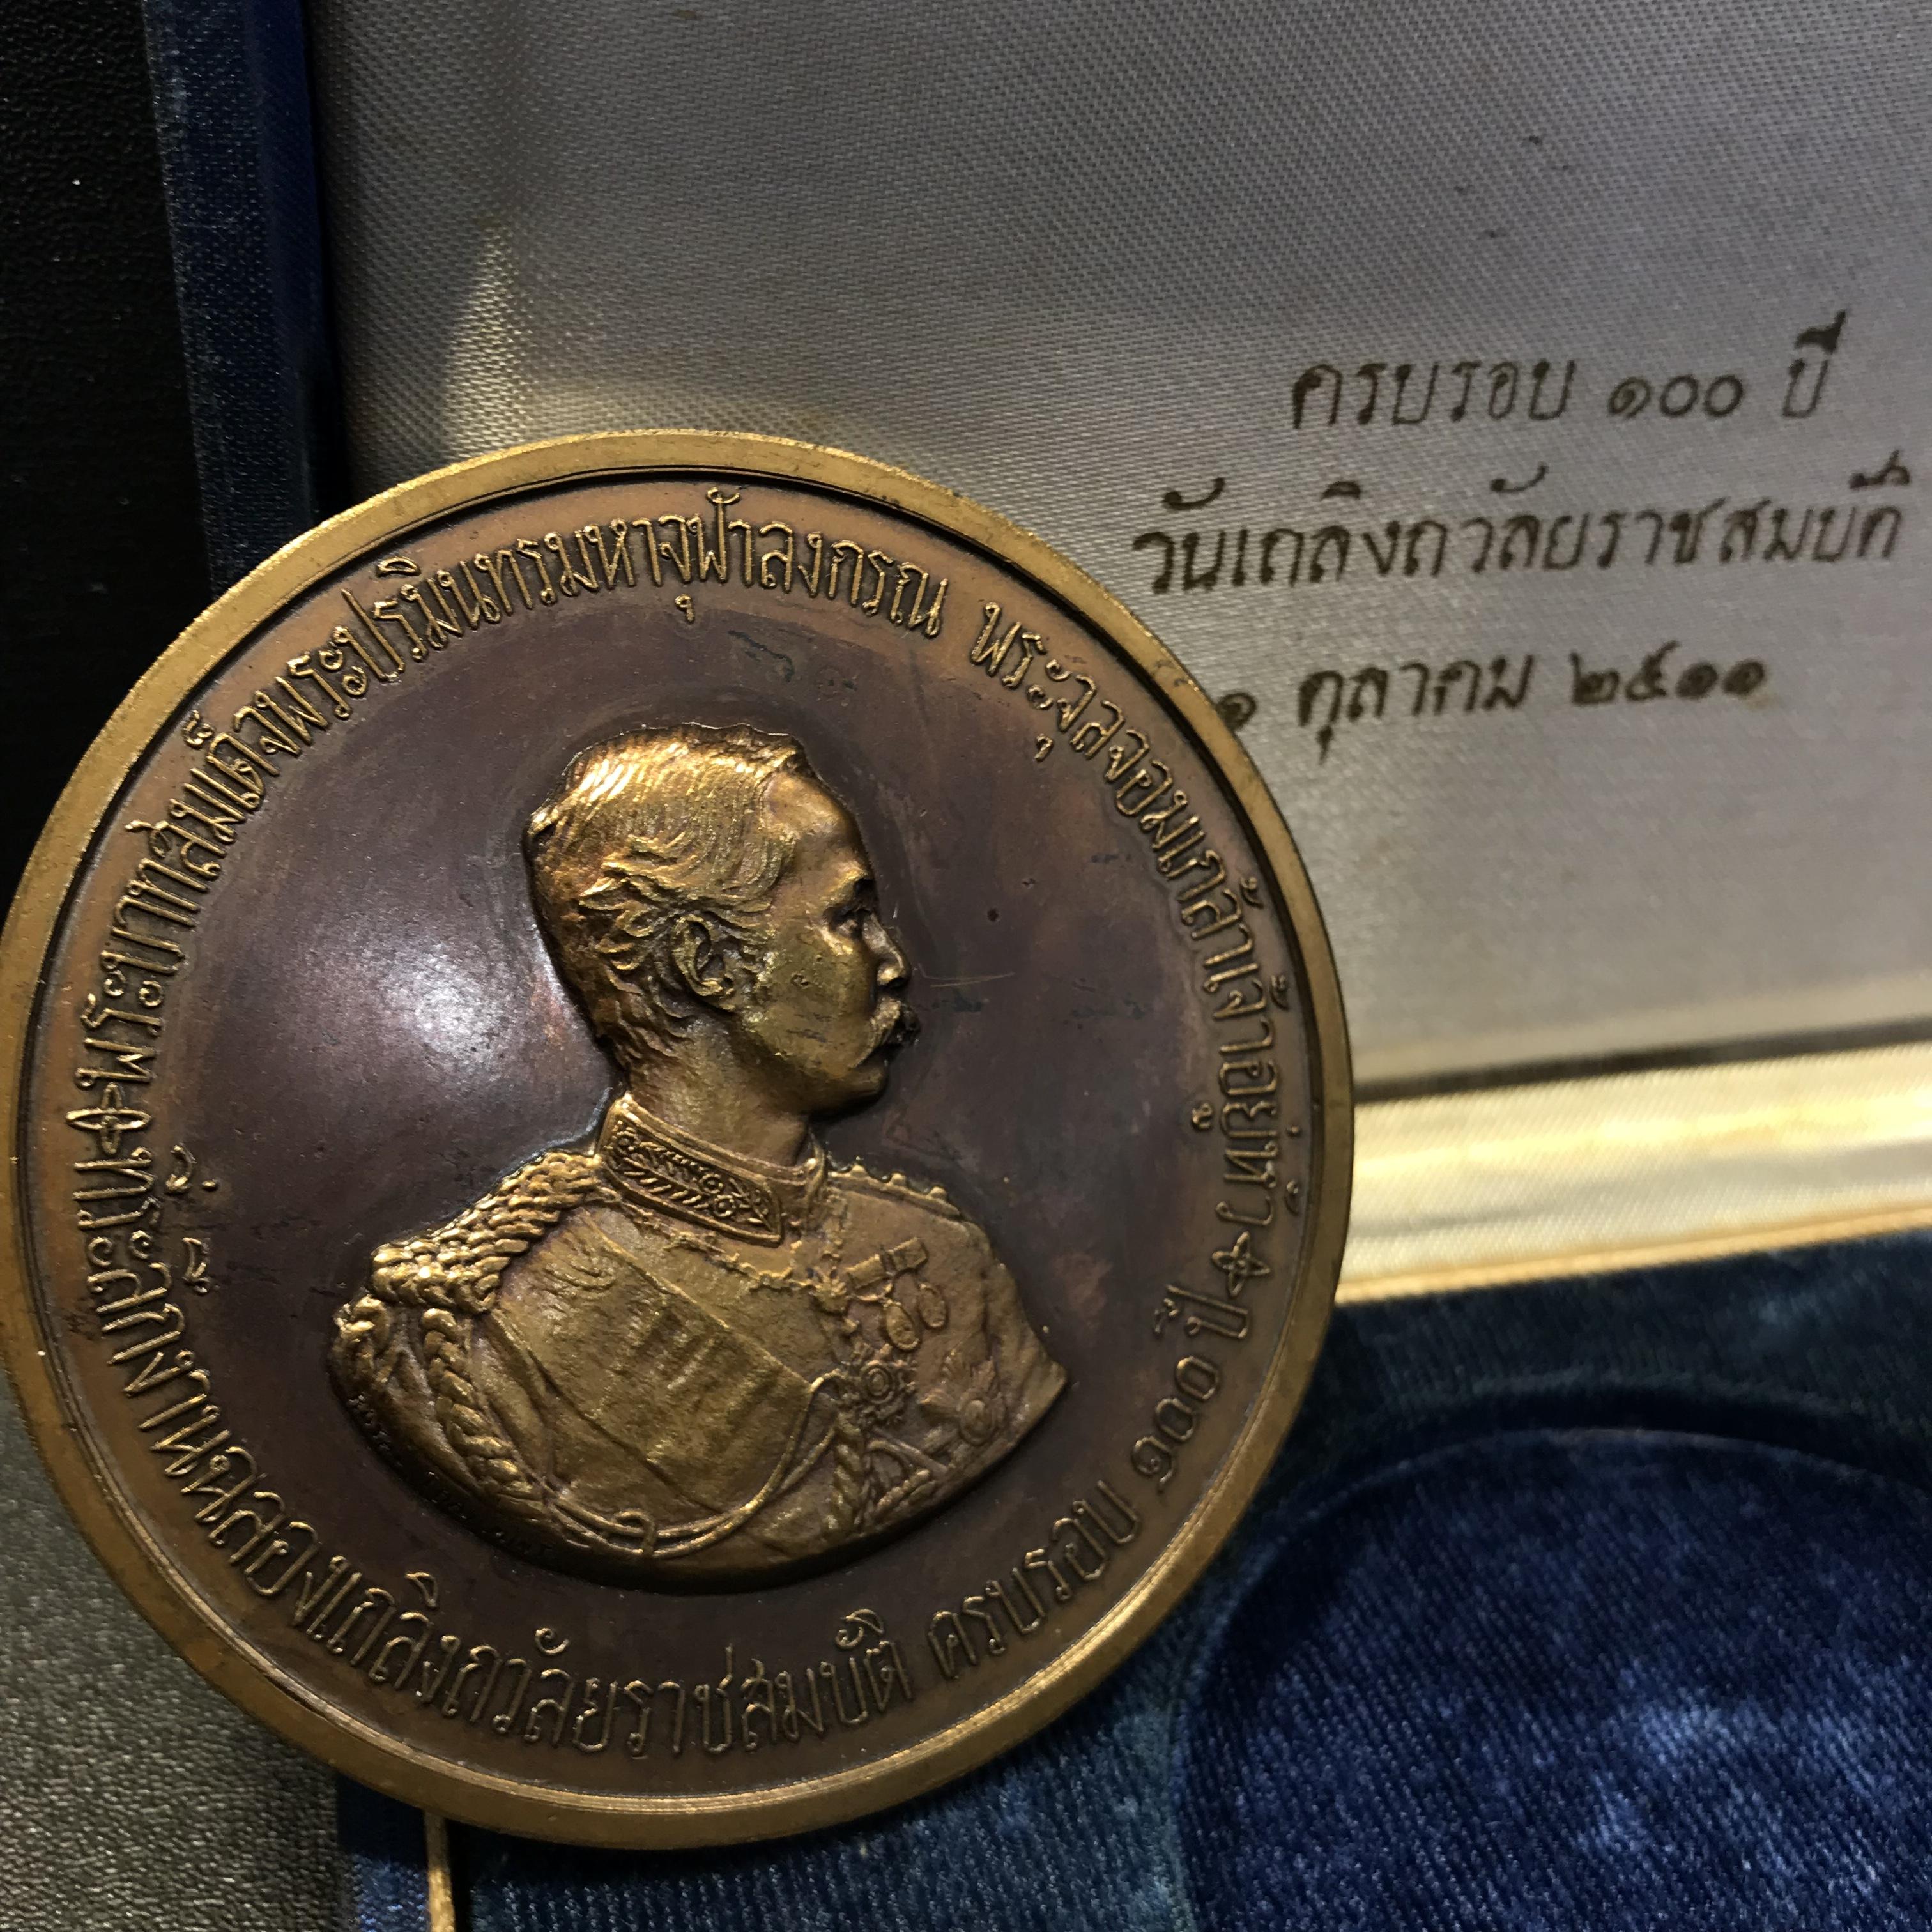 ครบรอบ ๑๐๐ ปี
วันเถลิงถวัลยราชสมบัติ
๑ ตุลาคม ๒๕๑๑
พระบาทสมเด็จพระปรมินทรมหาจุฬาลงกรณ พระจุลจอมเกล้าเจ้าอยู่หัว
ที่ระลึกงานฉลองเถลิงถวัลยราชสมบัติ ครบรอบ ๑๐๐ ปี